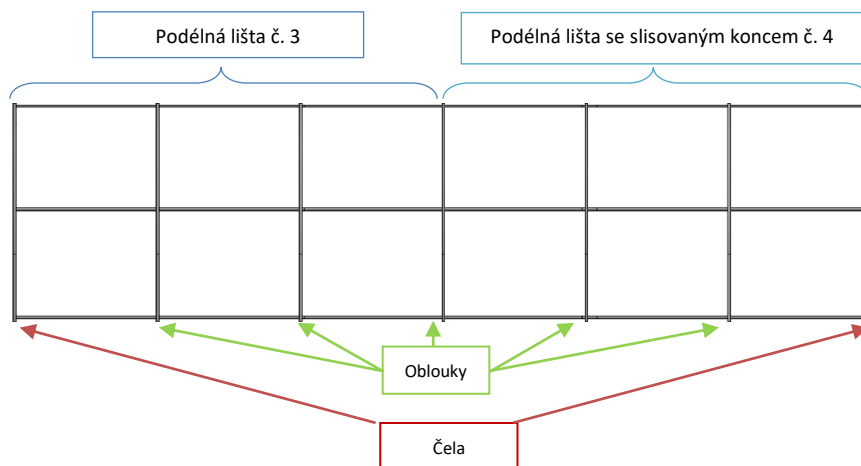 Podélná lišta č. 3
Podélná lišta se slisovaným koncem č. 4
Oblouky
Čela